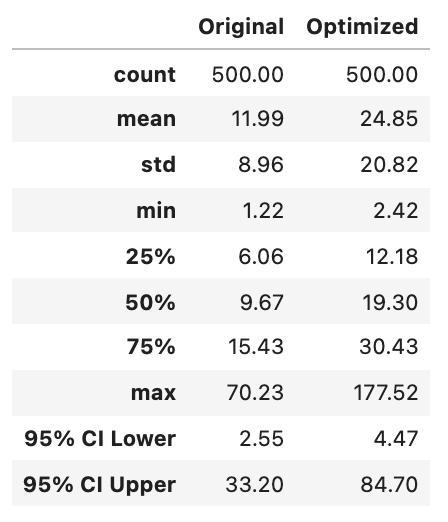 Original Optimized
count 500.00 500.00
mean 11.99 24.85
std 8.96 20.82
min 1.22 2.42
25% 6.06 12.18
50% 9.67 19.30
75% 15.43 30.43
max 70.23 177.52
95% CI Lower 2.55 4.47
95% CI Upper 33.20 84.70